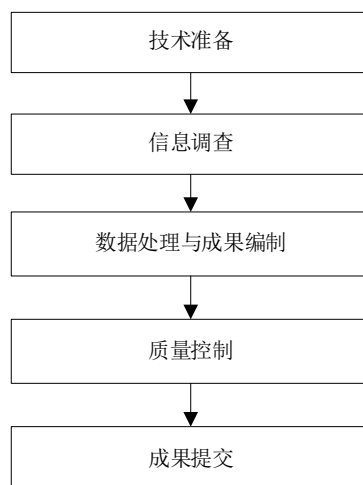 技术准备
信息调查
数据处理与成果编制
质量控制
成果提交